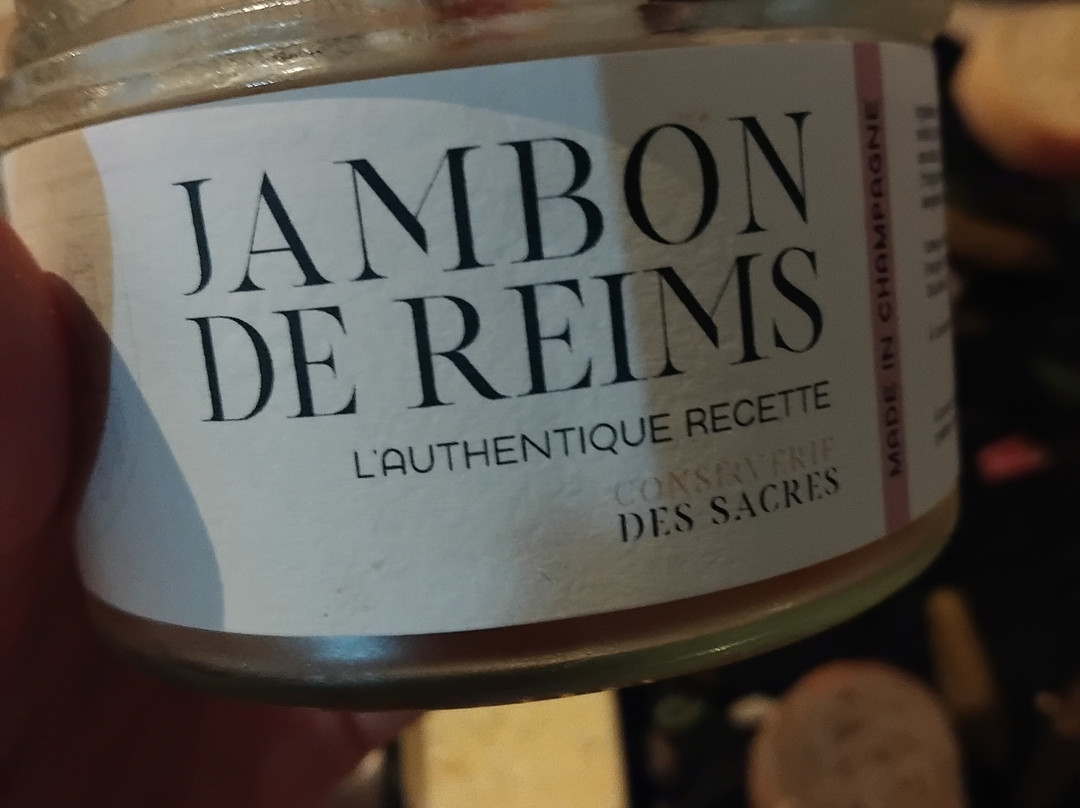 JAMBON
DE REIMS
L'AUTHENTIQUE RECETTE
CONSERVERIE
DES SACRES
MADE IN CHAMPAGNE